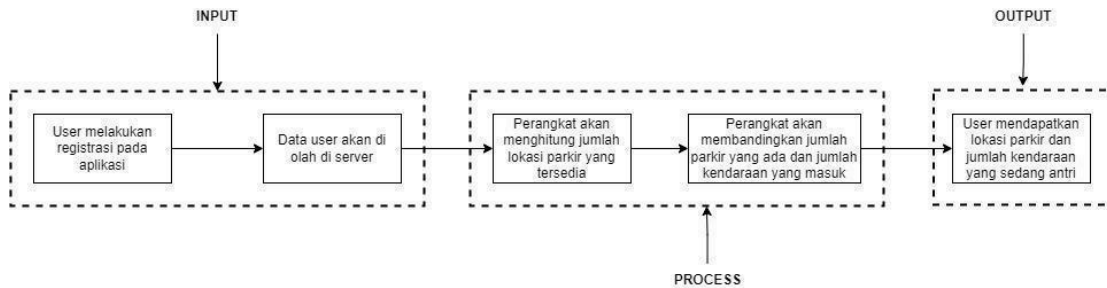 INPUT
OUTPUT
User melakukan
registrasi pada
aplikasi
Data user akan di
olah di server
Perangkat akan
menghitung jumlah
lokasi parkir yang
tersedia
Perangkat akan
membandingkan jumlah
parkir yang ada dan jumlah
kendaraan yang masuk
User mendapatkan
lokasi parkir dan
jumlah kendaraan
yang sedang antri
PROCESS